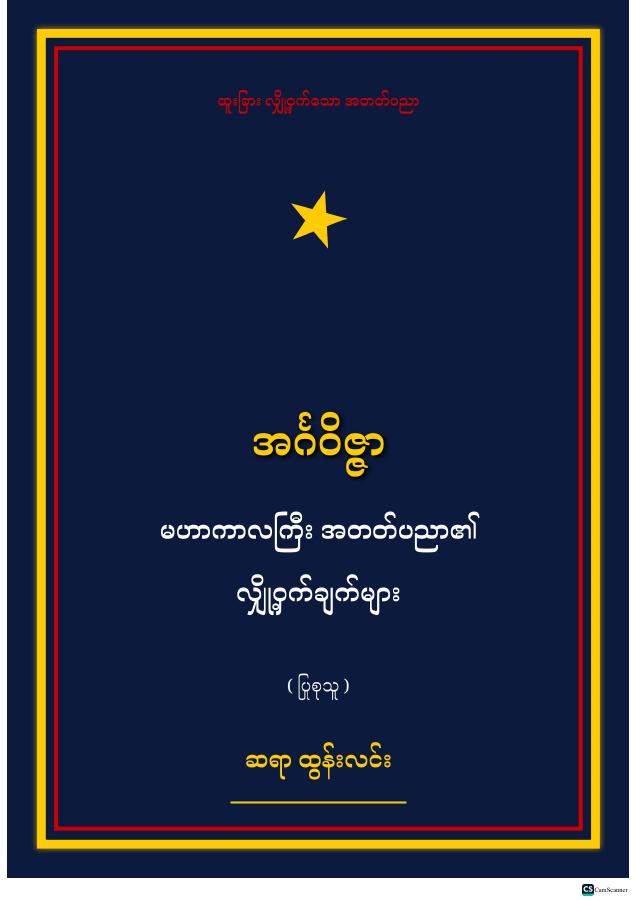 ထူးခြား လျှို့ဝှက်သော အတတ်ပညာ
အင်္ဂဝိဇ္ဇာ
မဟာကာလကြီး အတတ်ပညာ၏
လျှို့ဝှက်ချက်များ
( ပြုစုသူ )
ဆရာ ထွန်းလင်း
CS CamScanner